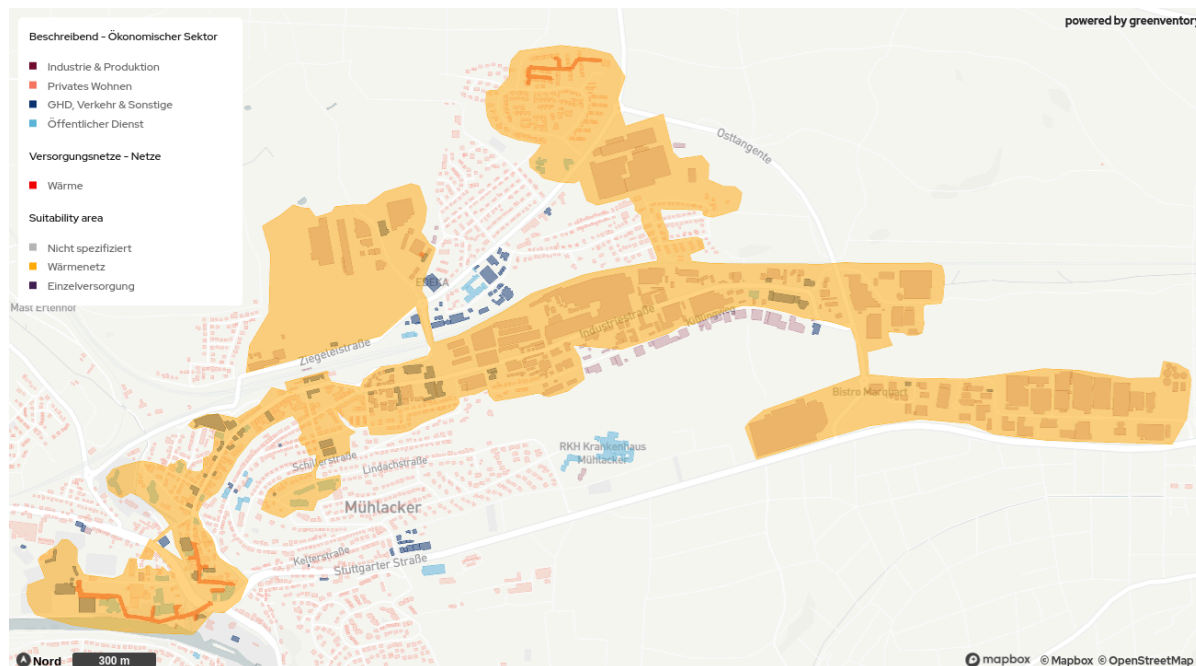 powered by greenventory
Beschreibend - Ökonomischer Sektor
Industrie & Produktion
Privates Wohnen
GHD, Verkehr & Sonstige
Öffentlicher Dienst
Versorgungsnetze - Netze
Wärme
Suitability area
Nicht spezifiziert
Wärmenetz
Einzelversorgung
Osttangente
Mast Erlenhof
Ziegeleistraße
Industriestraße
Bistro Marquart
RKH Krankenhaus
Mühlacker
Schillerstraße
Lindachstraße
Mühlacker
Kelterstraße
Stuttgarter Straße
Nord
300 m
mapbox
© Mapbox © OpenStreetMap